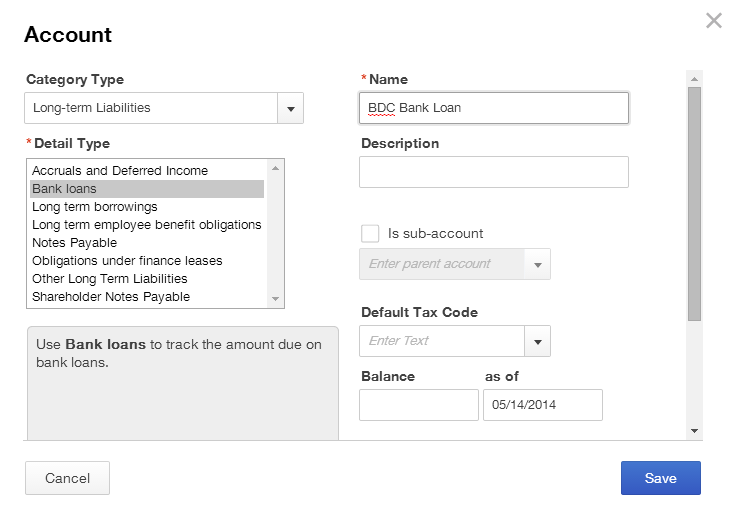 Account
Category Type
Long-term Liabilities
* Detail Type
Accruals and Deferred Income
Bank loans
Long term borrowings
Long term employee benefit obligations
Notes Payable
Obligations under finance leases
Other Long Term Liabilities
Shareholder Notes Payable
Use Bank loans to track the amount due on
bank loans.
* Name
BDC Bank Loan
Description
Is sub-account
Enter parent account
Default Tax Code
Enter Text
Balance as of
05/14/2014
Cancel
Save